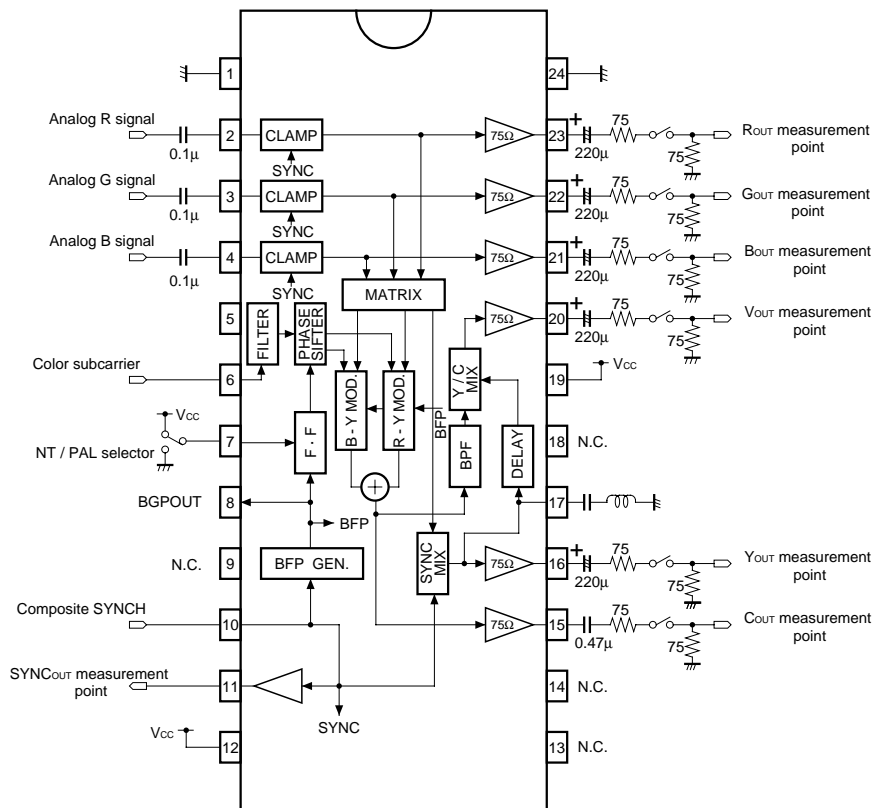 1
24
Analog R signal
0.1μ
2
CLAMP
SYNC
75Ω
23
+
220μ
75
75
ROUT measurement
point
Analog G signal
0.1μ
3
CLAMP
SYNC
75Ω
22
+
220μ
75
75
GOUT measurement
point
Analog B signal
0.1μ
4
CLAMP
SYNC
75Ω
21
+
220μ
75
75
BOUT measurement
point
MATRIX
5
FILTER
PHASE
SIFTER
75Ω
20
+
220μ
75
75
VOUT measurement
point
Color subcarrier
6
B - Y MOD.
R - Y MOD.
Y / C
MIX
19
VCC
VCC
NT / PAL selector
7
F · F
BFP
BPF
DELAY
18
N.C.
BGPOUT
8
BFP
+
17
N.C.
9
BFP GEN.
SYNC
MIX
75Ω
16
+
220μ
75
75
YOUT measurement
point
Composite SYNCH
10
75Ω
15
0.47μ
75
75
COUT measurement
point
SYNCOUT measurement
point
11
SYNC
14
N.C.
VCC
12
13
N.C.